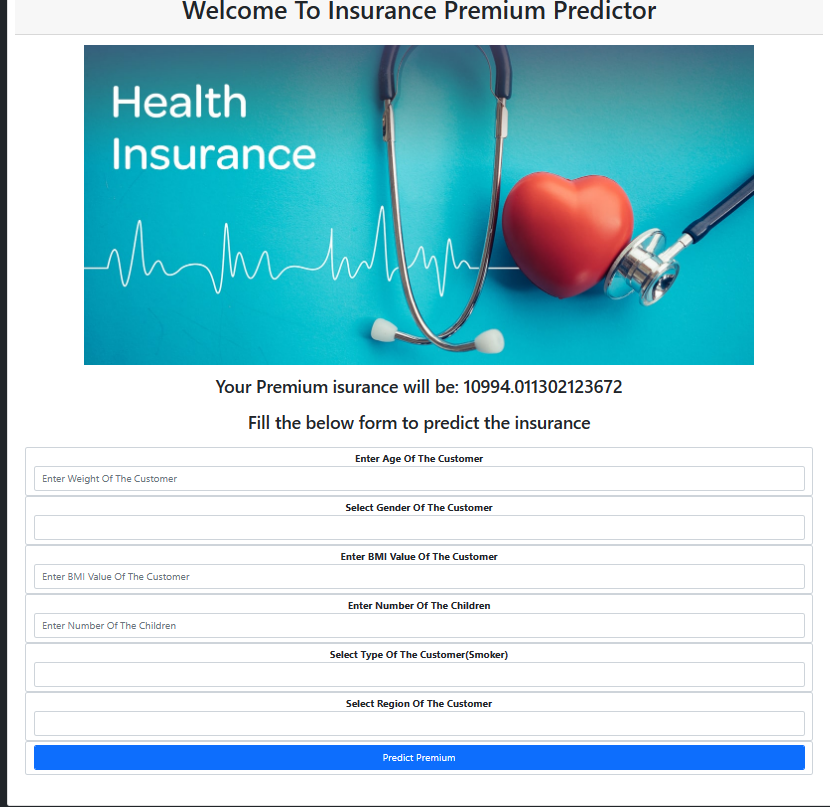 Welcome To Insurance Premium Predictor
Health
Insurance
Your Premium isurance will be: 10994.011302123672
Fill the below form to predict the insurance
Enter Age Of The Customer
Enter Weight Of The Customer
Select Gender Of The Customer
Enter BMI Value Of The Customer
Enter BMI Value Of The Customer
Enter Number Of The Children
Enter Number Of The Children
Select Type Of The Customer(Smoker)
Select Region Of The Customer
Predict Premium